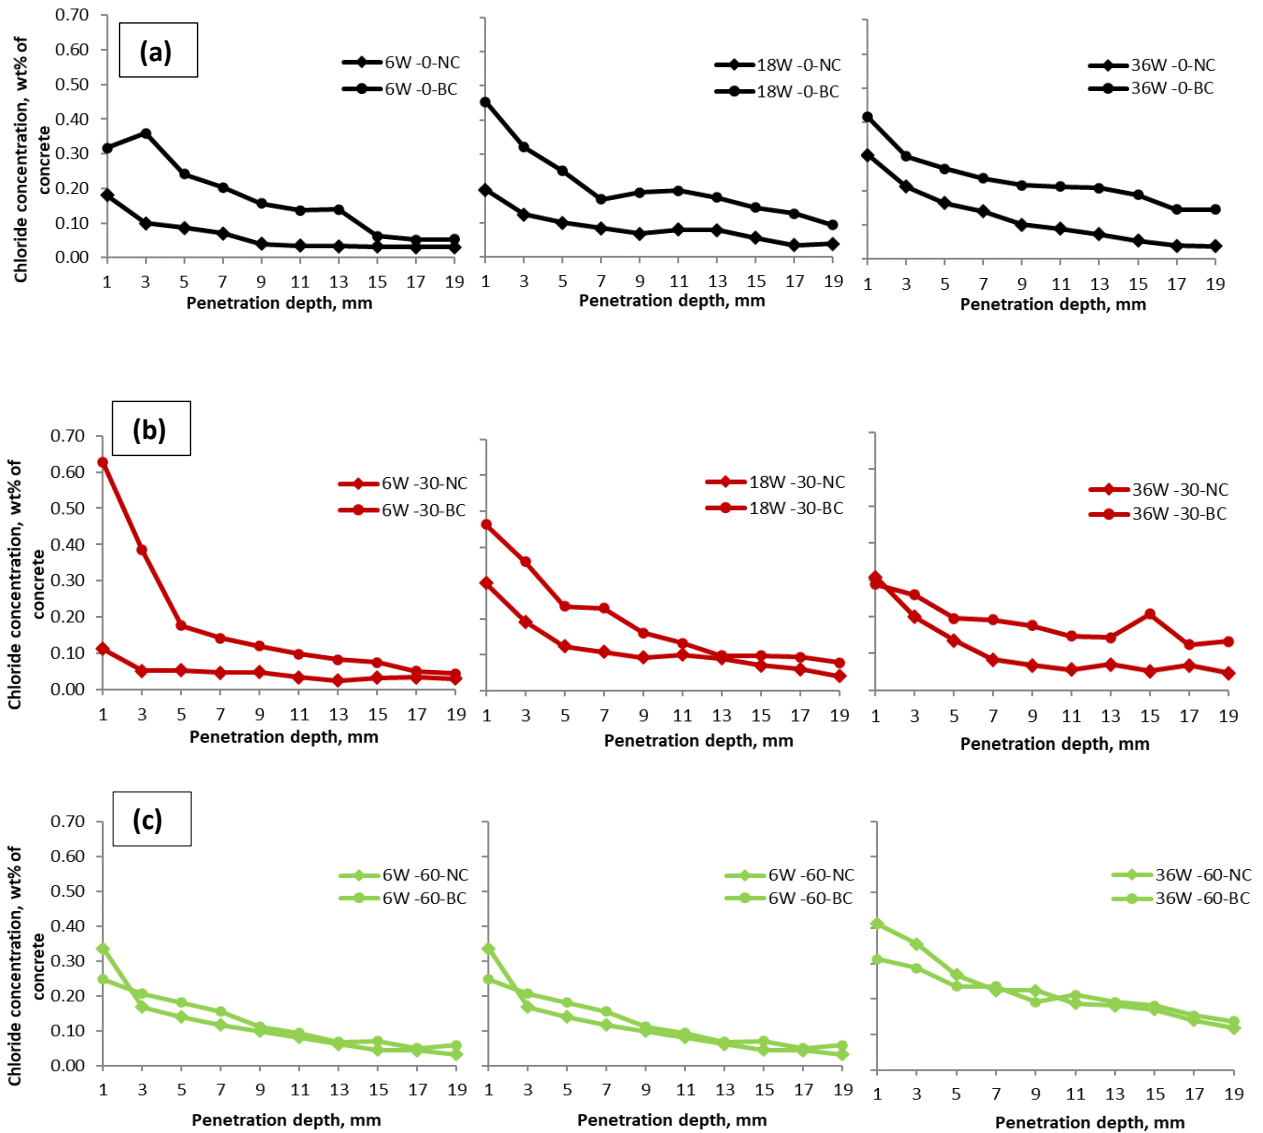 (a)
Chloride concentration, wt% of
concrete
0.70
0.60
0.50
0.40
0.30
0.20
0.10
0.00
6W -0-NC
6W -0-BC
1 3 5 7 9 11 13 15 17 19
Penetration depth, mm
18W -0-NC
18W -0-BC
1 3 5 7 9 11 13 15 17 19
Penetration depth, mm
36W -0-NC
36W -0-BC
1 3 5 7 9 11 13 15 17 19
Penetration depth, mm
(b)
Chloride concentration, wt% of
concrete
0.70
0.60
0.50
0.40
0.30
0.20
0.10
0.00
6W -30-NC
6W -30-BC
1 3 5 7 9 11 13 15 17 19
Penetration depth, mm
18W -30-NC
18W -30-BC
1 3 5 7 9 11 13 15 17 19
Penetration depth, mm
36W -30-NC
36W -30-BC
1 3 5 7 9 11 13 15 17 19
Penetration depth, mm
(c)
Chloride concentration, wt% of
concrete
0.70
0.60
0.50
0.40
0.30
0.20
0.10
0.00
6W -60-NC
6W -60-BC
1 3 5 7 9 11 13 15 17 19
Penetration depth, mm
6W -60-NC
6W -60-BC
1 3 5 7 9 11 13 15 17 19
Penetration depth, mm
36W -60-NC
36W -60-BC
1 3 5 7 9 11 13 15 17 19
Penetration depth, mm